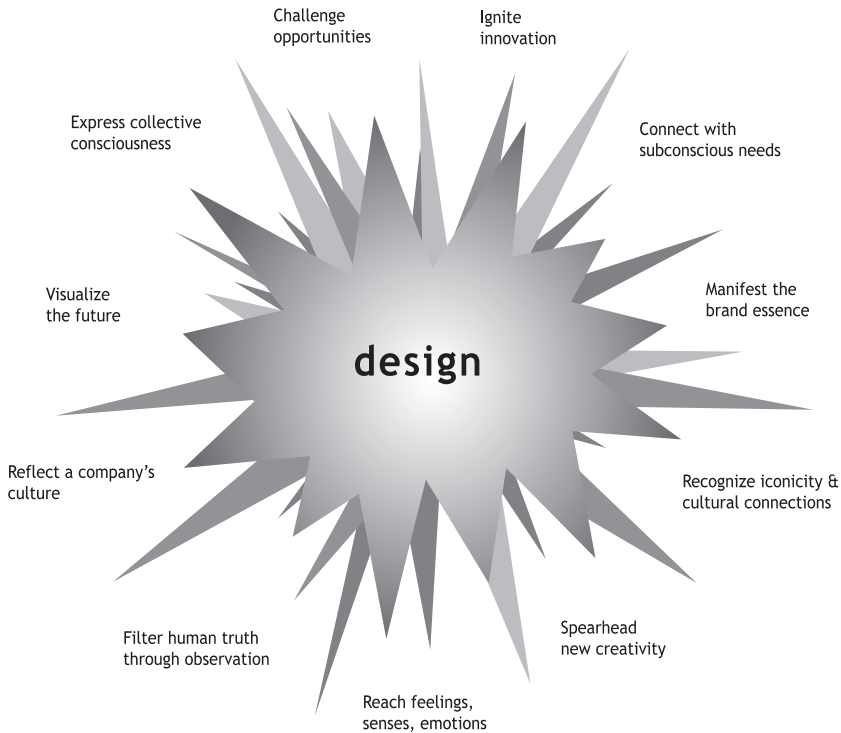 Challenge
opportunities
Ignite
innovation
Express collective
consciousness
Connect with
subconscious needs
Visualize
the future
Manifest the
brand essence
design
Reflect a company’s
culture
Recognize iconicity &
cultural connections
Filter human truth
through observation
Spearhead
new creativity
Reach feelings,
senses, emotions